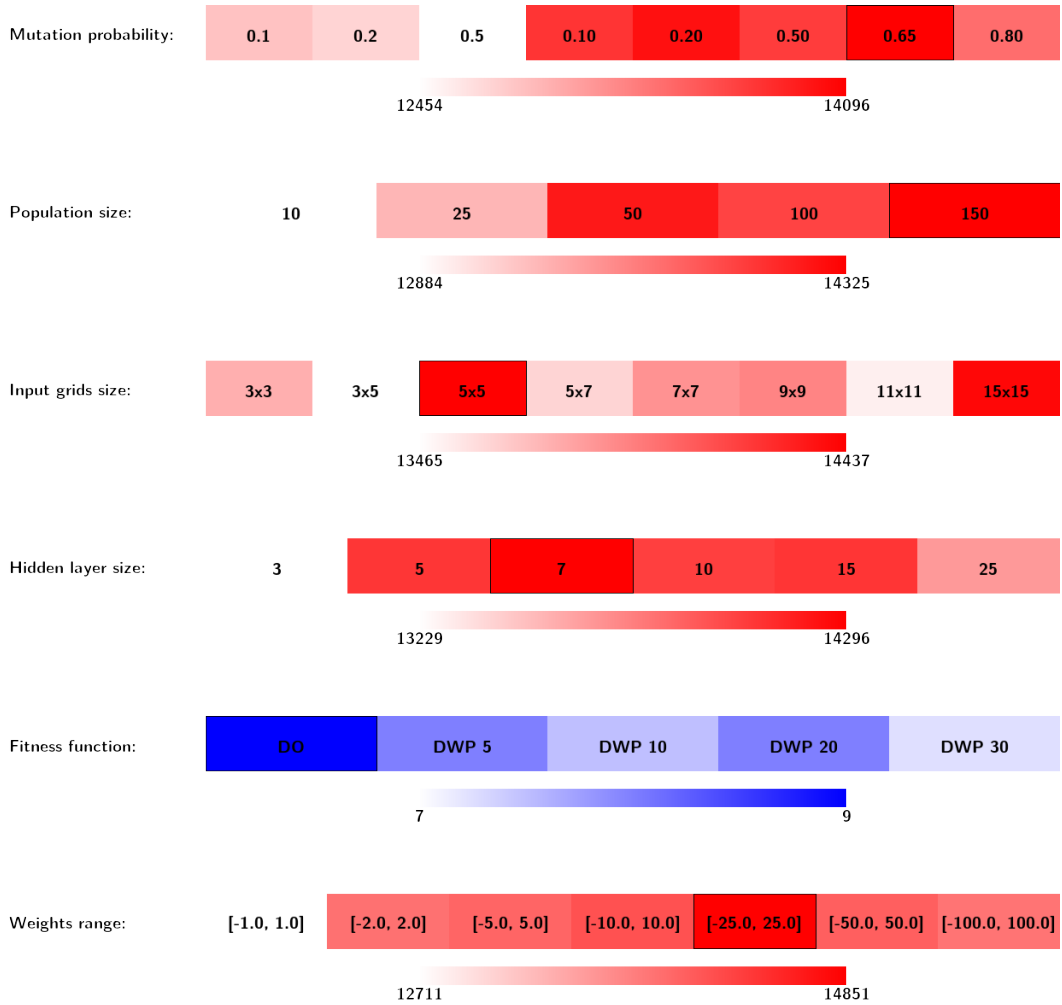 Mutation probability: 0.1 0.2 0.5 0.10 0.20 0.50 0.65 0.80
12454 14096
Population size: 10 25 50 100 150
12884 14325
Input grids size: 3x3 3x5 5x5 5x7 7x7 9x9 11x11 15x15
13465 14437
Hidden layer size: 3 5 7 10 15 25
13229 14296
Fitness function: DO DWP 5 DWP 10 DWP 20 DWP 30
7 9
Weights range: [-1.0, 1.0] [-2.0, 2.0] [-5.0, 5.0] [-10.0, 10.0] [-25.0, 25.0] [-50.0, 50.0] [-100.0, 100.0]
12711 14851